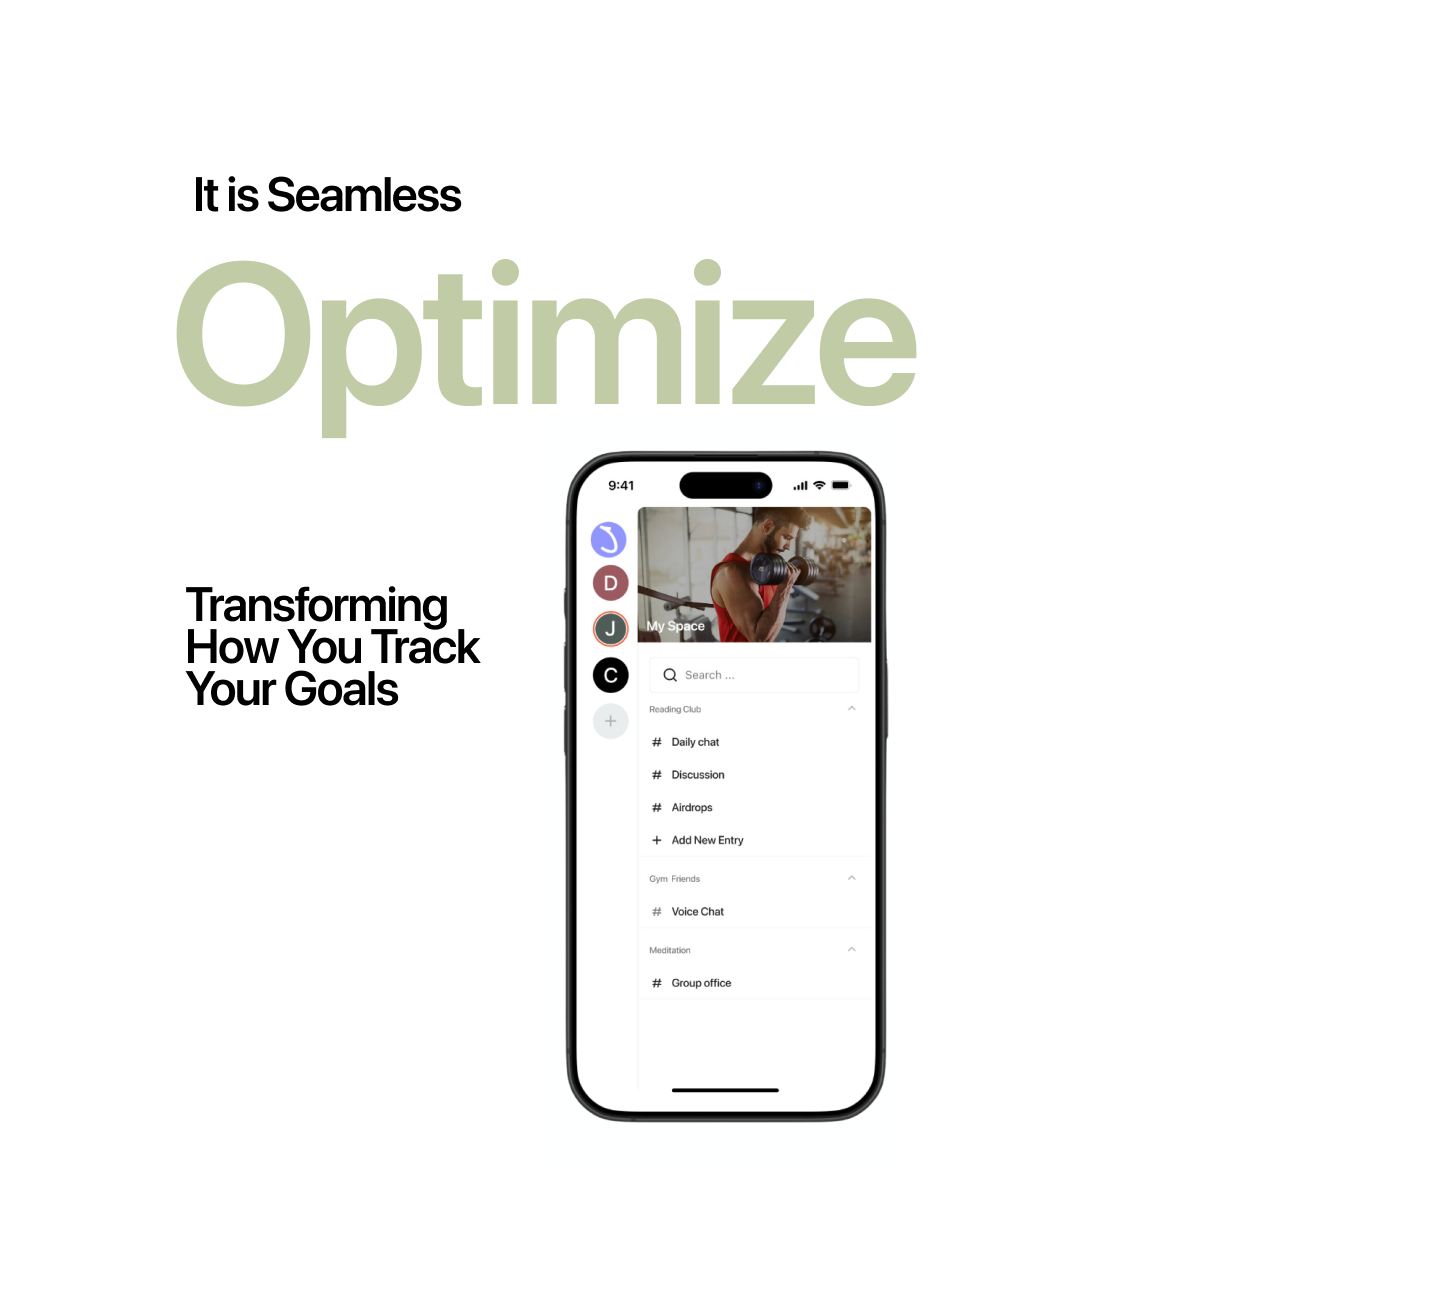 It is Seamless
Optimize
Transforming
How You Track
Your Goals
9:41
D
J
C
+
My Space
Search ...
Reading Club
# Daily chat
# Discussion
# Airdrops
+ Add New Entry
Gym Friends
# Voice Chat
Meditation
# Group office